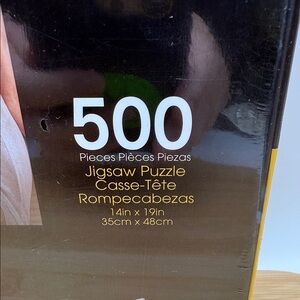 500
Pieces Pièces Piezas
Jigsaw Puzzle
Casse-Tête
Rompecabezas
14in x 19in
35cm x 48cm